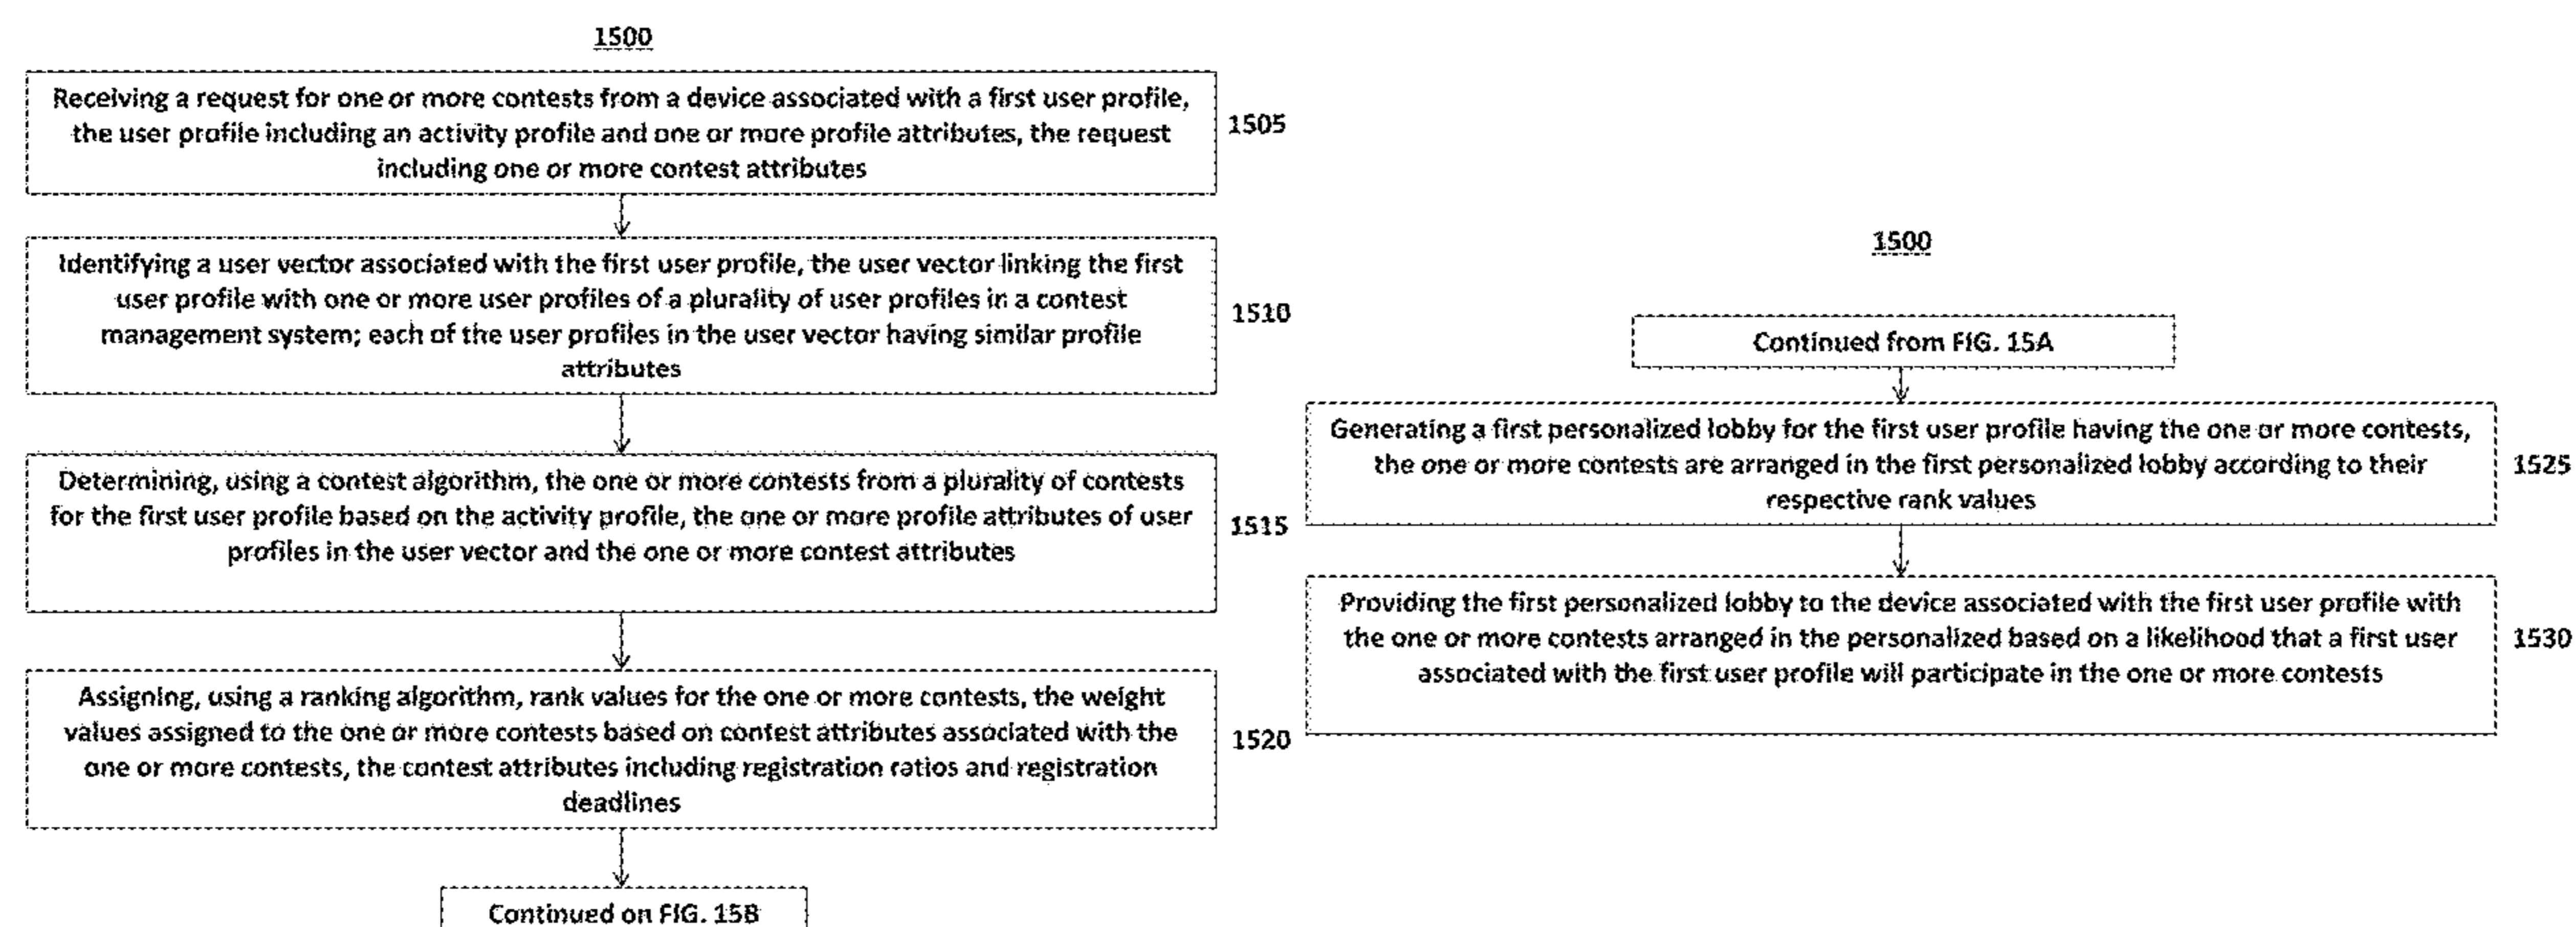 1500
Receiving a request for one or more contests from a device associated with a first user profile,
the user profile including an activity profile and one or more profile attributes, the request
including one or more contest attributes
1505
Identifying a user vector associated with the first user profile, the user vector linking the first
user profile with one or more user profiles of a plurality of user profiles in a contest
management system; each of the user profiles in the user vector having similar profile
attributes
1510
Determining, using a contest algorithm, the one or more contests from a plurality of contests
for the first user profile based on the activity profile, the one or more profile attributes of user
profiles in the user vector and the one or more contest attributes
1515
Assigning, using a ranking algorithm, rank values for the one or more contests, the weight
values assigned to the one or more contests based on contest attributes associated with the
one or more contests, the contest attributes including registration ratios and registration
deadlines
1520
Continued on FIG. 15B
1500
Continued from FIG. 15A
Generating a first personalized lobby for the first user profile having the one or more contests,
the one or more contests are arranged in the first personalized lobby according to their
respective rank values
1525
Providing the first personalized lobby to the device associated with the first user profile with
the one or more contests arranged in the personalized based on a likelihood that a first user
associated with the first user profile will participate in the one or more contests
1530